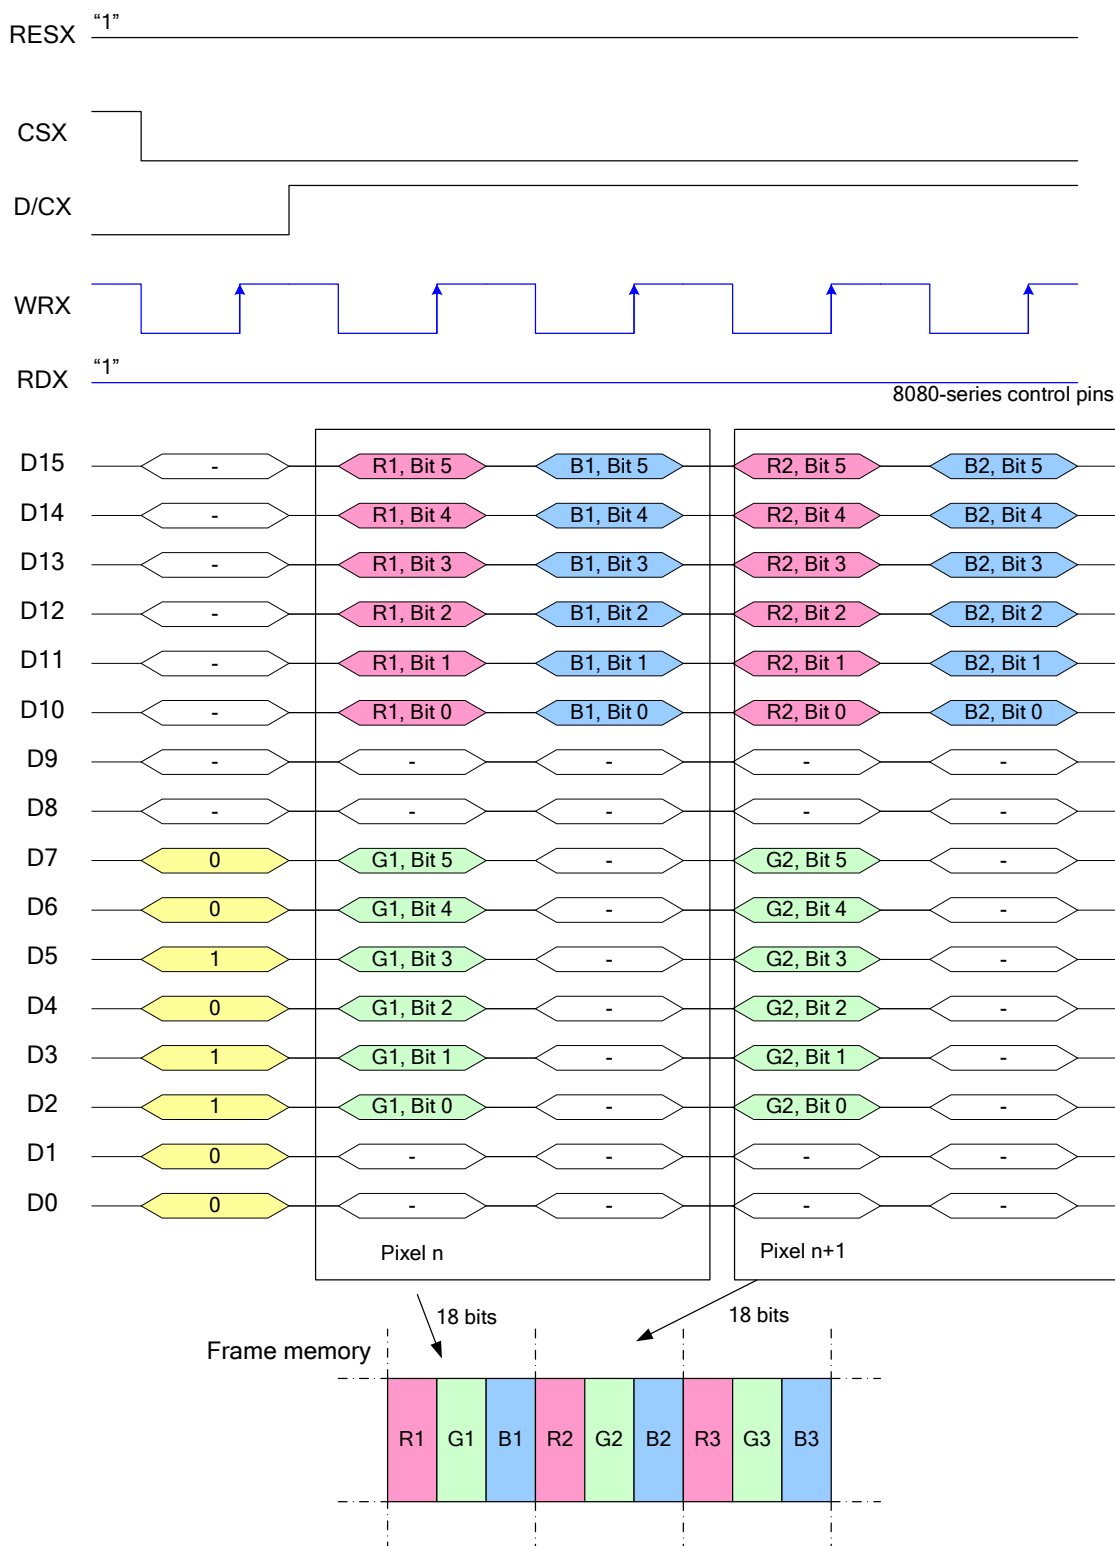 RESX “1”
CSX
D/CX
WRX
RDX “1”
8080-series control pins
D15 - R1, Bit 5 B1, Bit 5 R2, Bit 5 B2, Bit 5
D14 - R1, Bit 4 B1, Bit 4 R2, Bit 4 B2, Bit 4
D13 - R1, Bit 3 B1, Bit 3 R2, Bit 3 B2, Bit 3
D12 - R1, Bit 2 B1, Bit 2 R2, Bit 2 B2, Bit 2
D11 - R1, Bit 1 B1, Bit 1 R2, Bit 1 B2, Bit 1
D10 - R1, Bit 0 B1, Bit 0 R2, Bit 0 B2, Bit 0
D9 - - - - -
D8 - - - - -
D7 0 G1, Bit 5 - G2, Bit 5 -
D6 0 G1, Bit 4 - G2, Bit 4 -
D5 1 G1, Bit 3 - G2, Bit 3 -
D4 0 G1, Bit 2 - G2, Bit 2 -
D3 1 G1, Bit 1 - G2, Bit 1 -
D2 1 G1, Bit 0 - G2, Bit 0 -
D1 0 - - - -
D0 0 - - - -
Pixel n Pixel n+1
18 bits 18 bits
Frame memory
R1 G1 B1 R2 G2 B2 R3 G3 B3